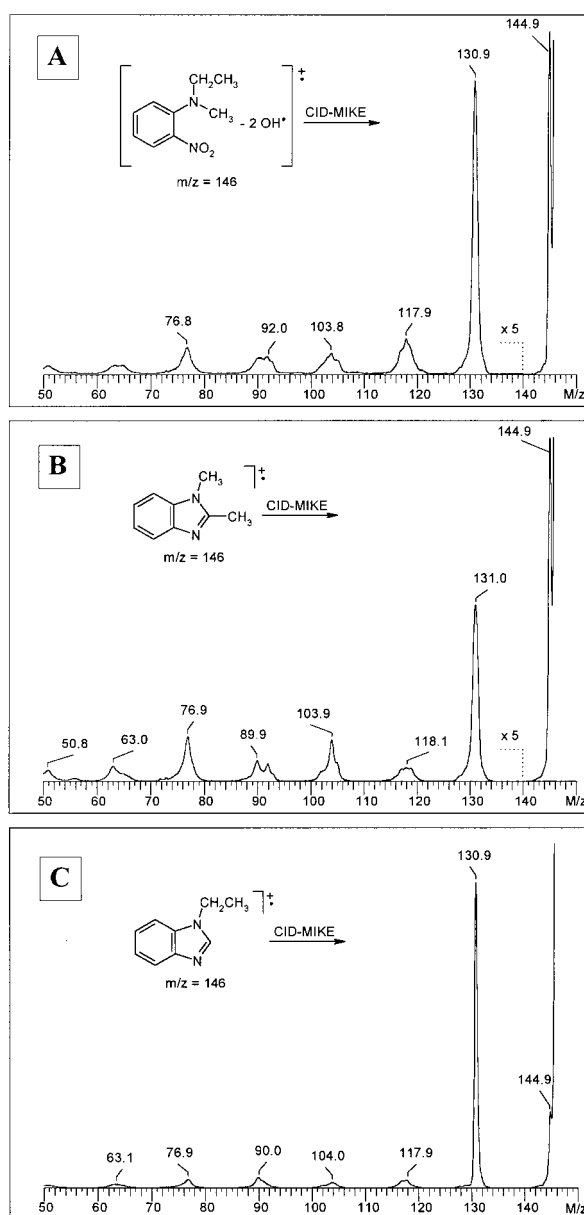 A
CH₂CH₃
N
CH₃
NO₂
- 2 OH•
+•
CID-MIKE
m/z = 146
144.9
130.9
117.9
103.8
92.0
76.8
x 5
50 60 70 80 90 100 110 120 130 140 M/z
B
CH₃
N
CH₃
N
+•
CID-MIKE
m/z = 146
144.9
131.0
118.1
103.9
89.9
76.9
63.0
50.8
x 5
50 60 70 80 90 100 110 120 130 140 M/z
C
CH₂CH₃
N
N
+•
CID-MIKE
m/z = 146
130.9
144.9
117.9
104.0
90.0
76.9
63.1
50 60 70 80 90 100 110 120 130 140 M/z